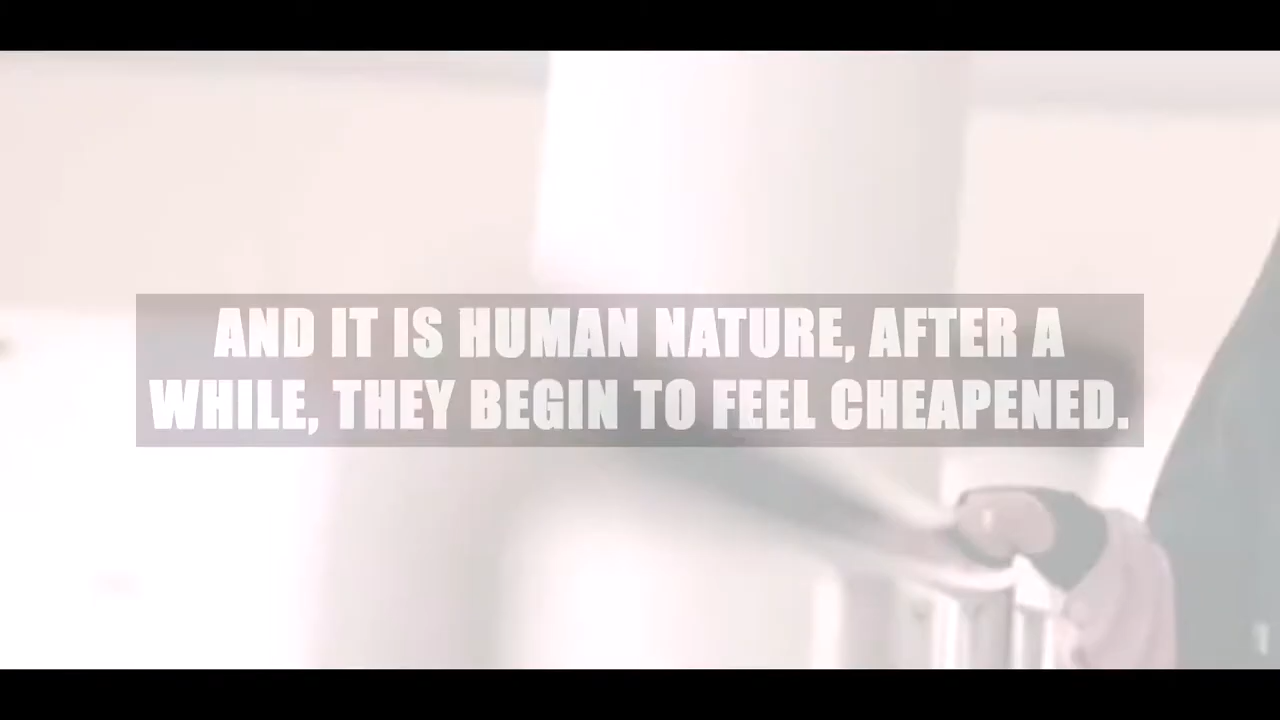 AND IT IS HUMAN NATURE, AFTER A
WHILE, THEY BEGIN TO FEEL CHEAPENED.